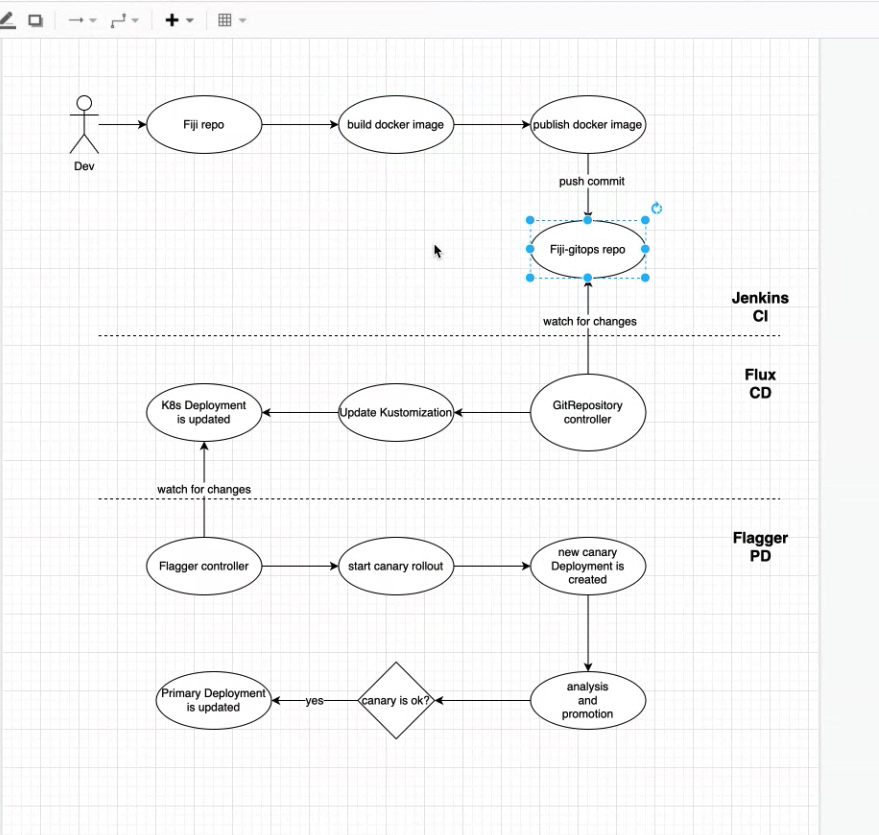 Dev
Fiji repo
build docker image
publish docker image
push commit
Fiji-gitops repo
Jenkins
CI
watch for changes
Flux
CD
K8s Deployment
is updated
Update Kustomization
GitRepository
controller
watch for changes
Flagger
PD
Flagger controller
start canary rollout
new canary
Deployment is
created
Primary Deployment
is updated
yes
canary is ok?
analysis
and
promotion